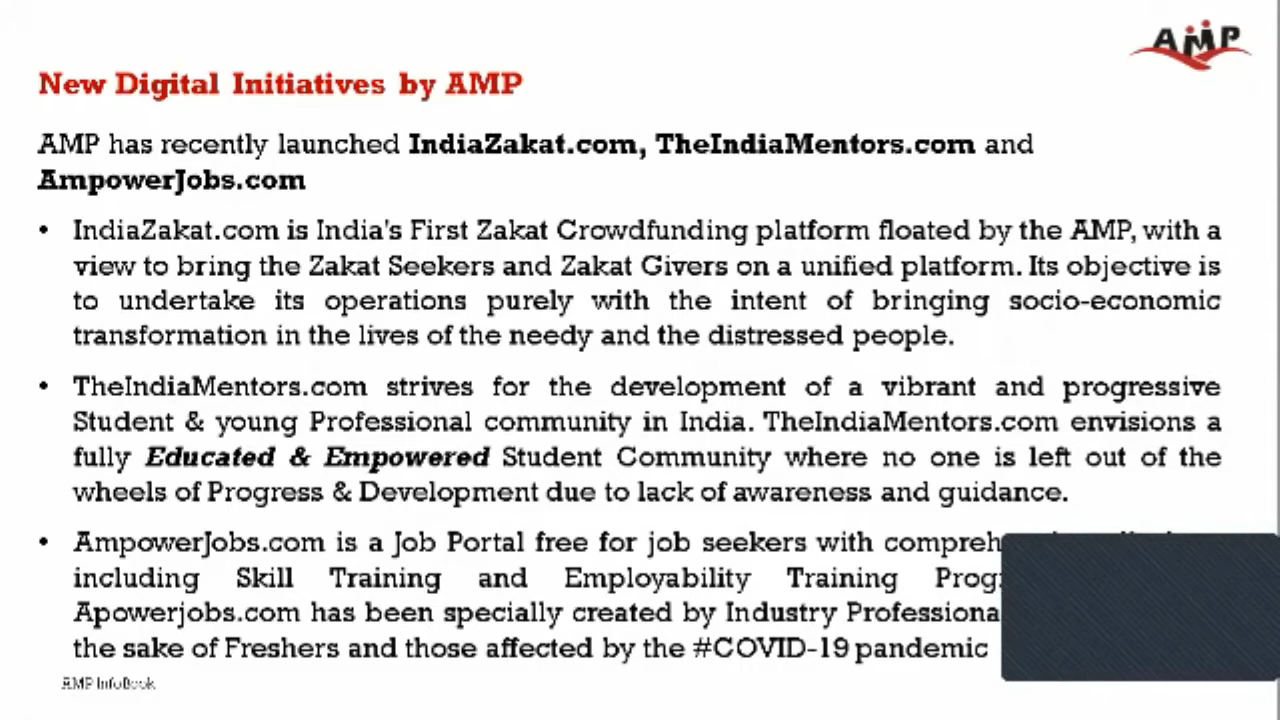 AMP
New Digital Initiatives by AMP
AMP has recently launched IndiaZakat.com, TheIndiaMentors.com and
AmpowerJobs.com
• IndiaZakat.com is India's First Zakat Crowdfunding platform floated by the AMP, with a
view to bring the Zakat Seekers and Zakat Givers on a unified platform. Its objective is
to undertake its operations purely with the intent of bringing socio-economic
transformation in the lives of the needy and the distressed people.
• TheIndiaMentors.com strives for the development of a vibrant and progressive
Student & young Professional community in India. TheIndiaMentors.com envisions a
fully Educated & Empowered Student Community where no one is left out of the
wheels of Progress & Development due to lack of awareness and guidance.
• AmpowerJobs.com is a Job Portal free for job seekers with
including Skill Training and Employability Training
Apowerjobs.com has been specially created by Industry
the sake of Freshers and those affected by the #COVID-19 pandemic
AMP InfoBook